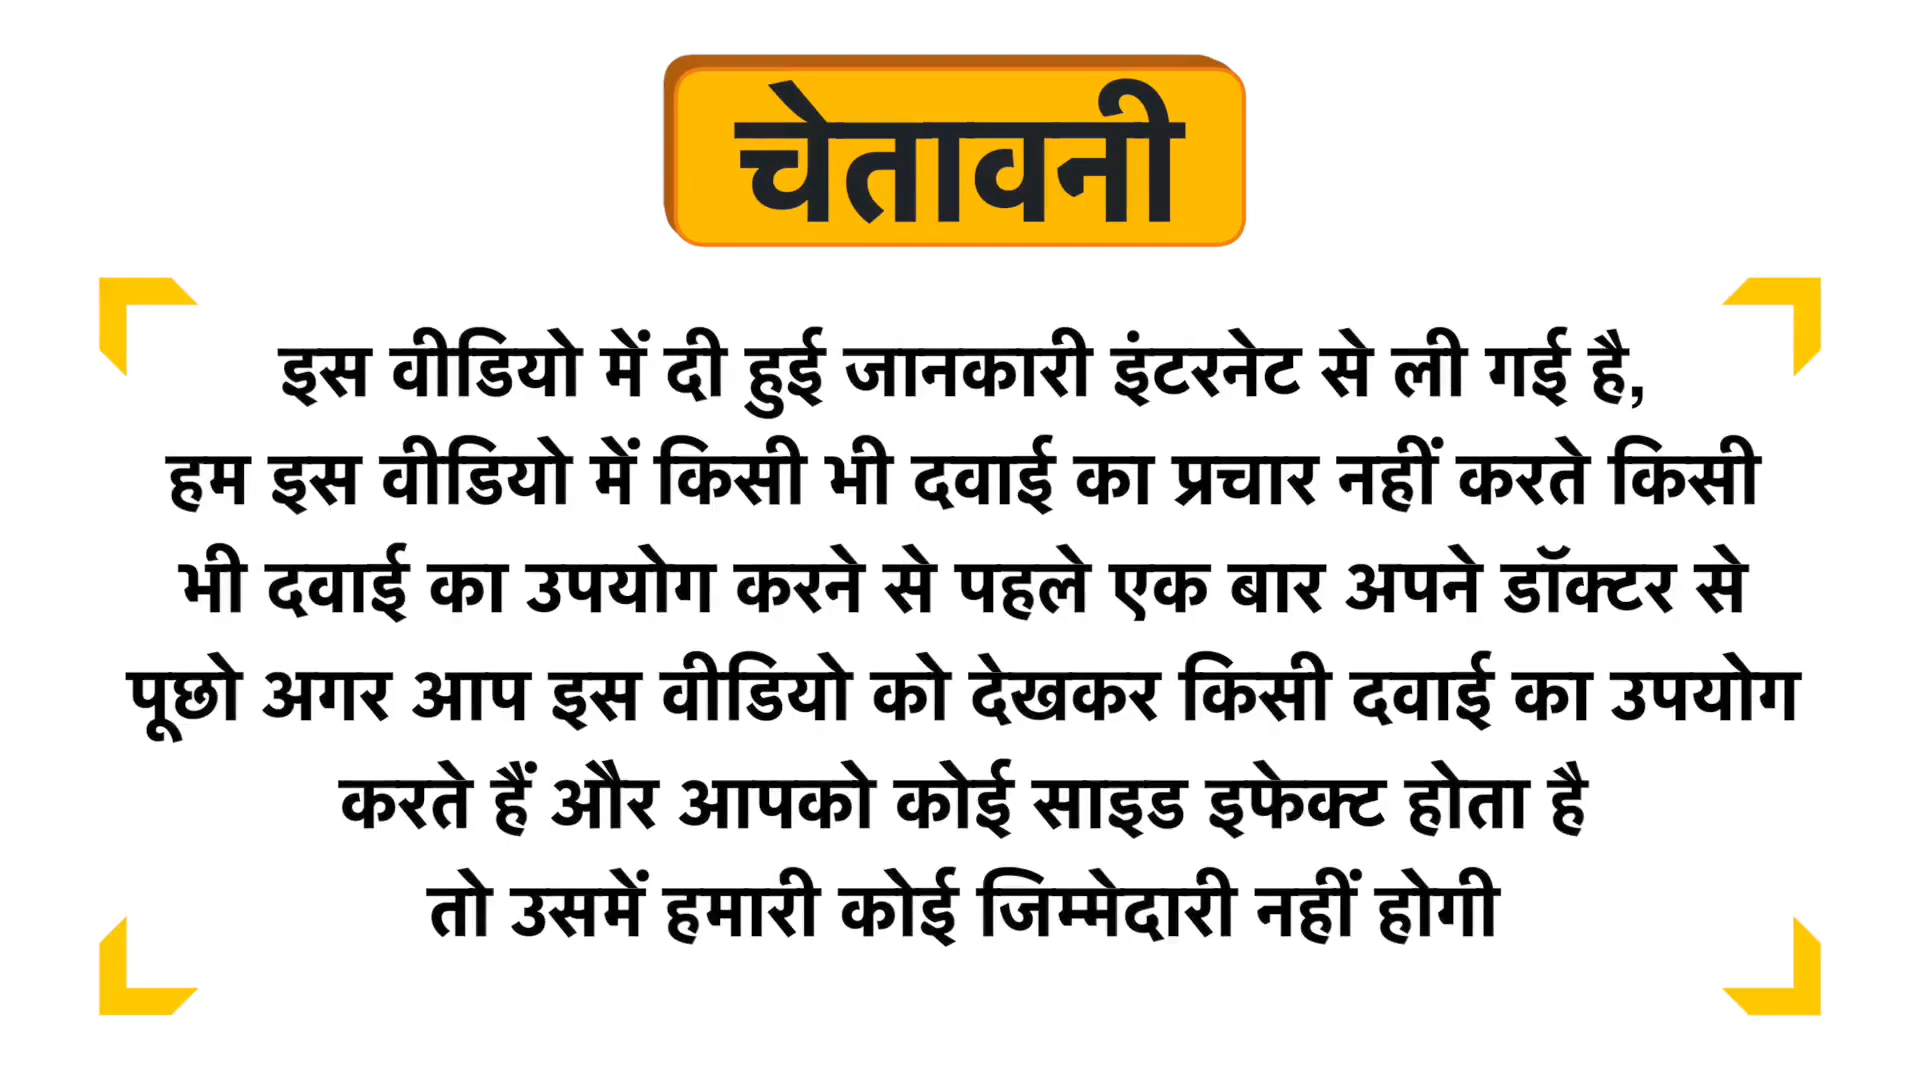 चेतावनी
इस वीडियो में दी हुई जानकारी इंटरनेट से ली गई है,
हम इस वीडियो में किसी भी दवाई का प्रचार नहीं करते किसी
भी दवाई का उपयोग करने से पहले एक बार अपने डॉक्टर से
पूछो अगर आप इस वीडियो को देखकर किसी दवाई का उपयोग
करते हैं और आपको कोई साइड इफेक्ट होता है
तो उसमें हमारी कोई जिम्मेदारी नहीं होगी